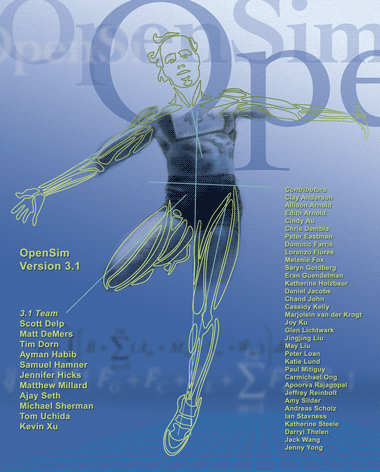 OpenSim
OpenSim
Ope
OpenSim
Version 3.1
3.1 Team
Scott Delp
Matt DeMers
Tim Dorn
Ayman Habib
Samuel Hamner
Jennifer Hicks
Matthew Millard
Ajay Seth
Michael Sherman
Tom Uchida
Kevin Xu
Contributors
Clay Anderson
Allison Arnold
Edith Arnold
Cindy Au
Chris Dembia
Peter Eastman
Dominic Farris
Lorenzo Flores
Melanie Fox
Saryn Goldberg
Eran Guendelman
Katherine Holzbaur
Daniel Jacobs
Chand John
Cassidy Kelly
Marjolein van der Krogt
Joy Ku
Glen Lichtwark
Jingjing Liu
May Liu
Peter Loan
Katie Lund
Paul Mitiguy
Carmichael Ong
Apoorva Rajagopal
Jeffrey Reinbolt
Amy Silder
Andreas Scholz
Ian Stavness
Katherine Steele
Darryl Thelen
Jack Wang
Jenny Yong